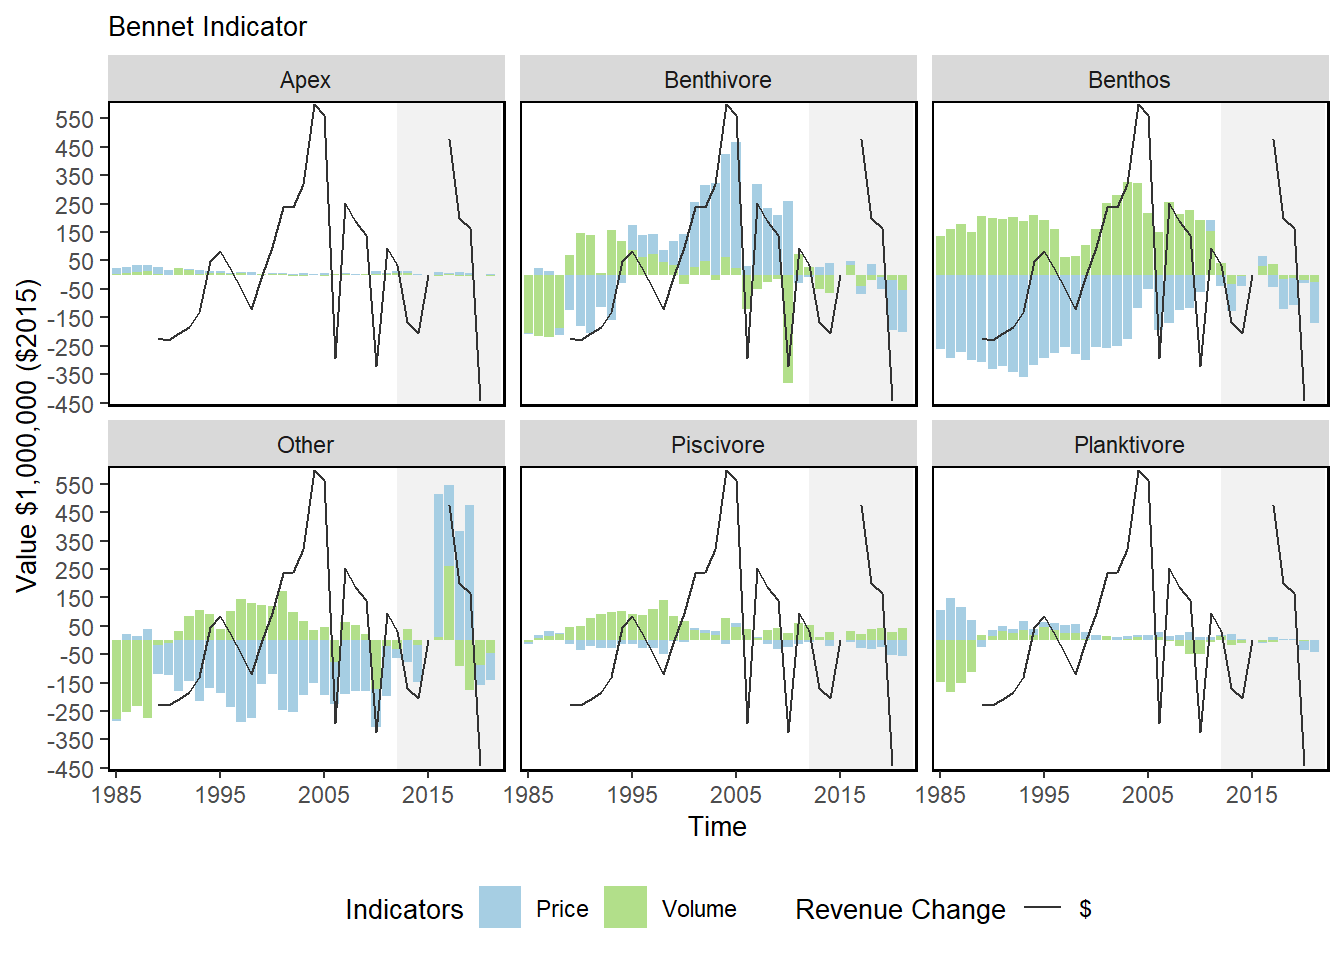 Bennet Indicator
Apex
Benthivore
Benthos
Value $1,000,000 ($2015)
550
450
350
250
150
50
-50
-150
-250
-350
-450
Other
Piscivore
Planktivore
550
450
350
250
150
50
-50
-150
-250
-350
-450
1985 1995 2005 2015
1985 1995 2005 2015
1985 1995 2005 2015
Time
Indicators Price Volume Revenue Change $